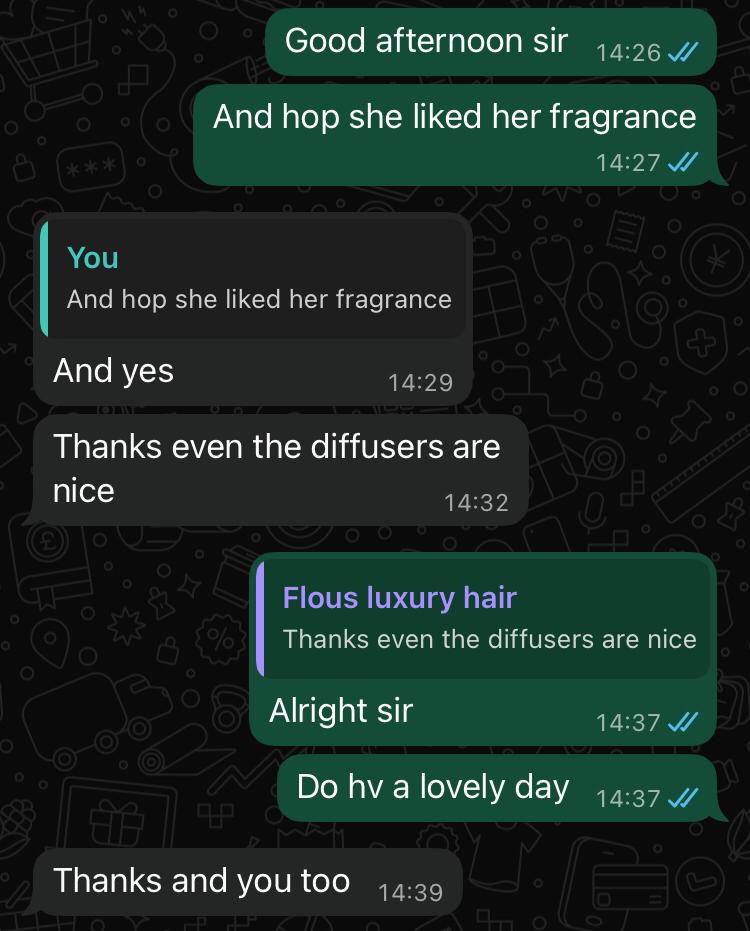 Good afternoon sir
14:26
And hop she liked her fragrance
14:27
You
And hop she liked her fragrance
And yes
14:29
Thanks even the diffusers are
nice
14:32
Flous luxury hair
Thanks even the diffusers are nice
Alright sir
14:37
Do hv a lovely day
14:37
Thanks and you too
14:39